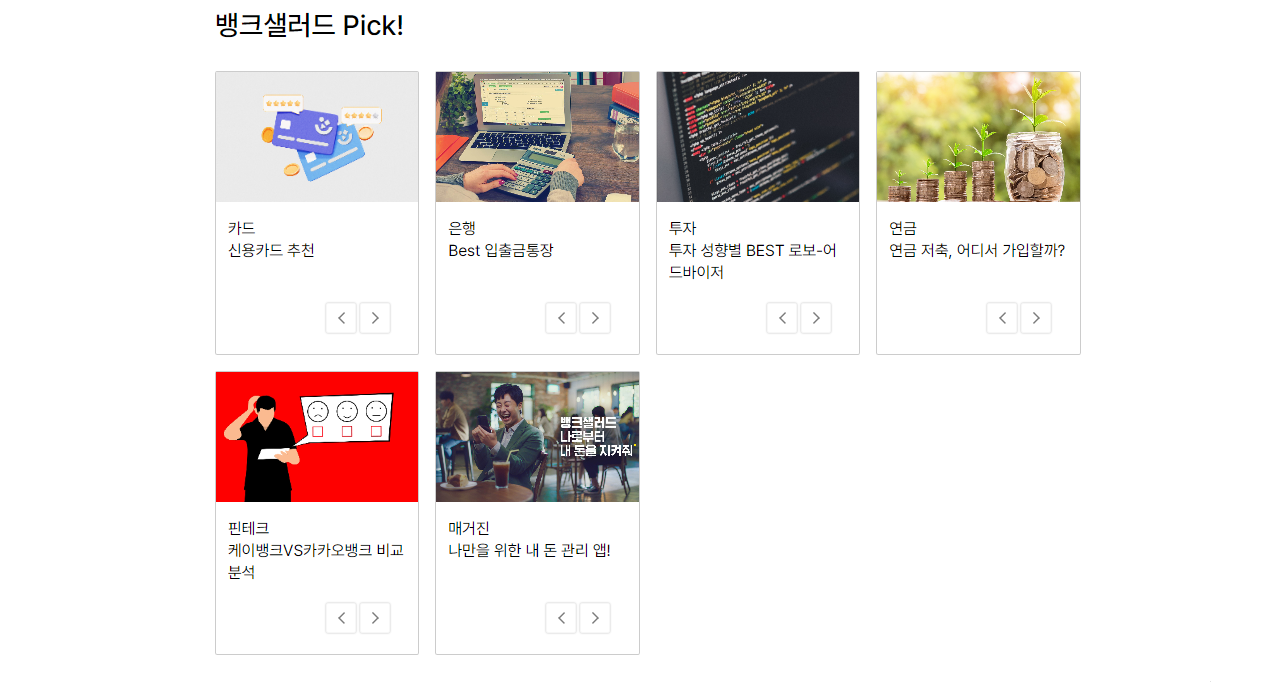 뱅크샐러드 Pick!
카드
신용카드 추천
은행
Best 입출금통장
투자
투자 성향별 BEST 로보-어
드바이저
연금
연금 저축, 어디서 가입할까?
뱅크샐러드
나로부터
내 돈을 지켜줘
핀테크
케이뱅크VS카카오뱅크 비교
분석
매거진
나만을 위한 내 돈 관리 앱!